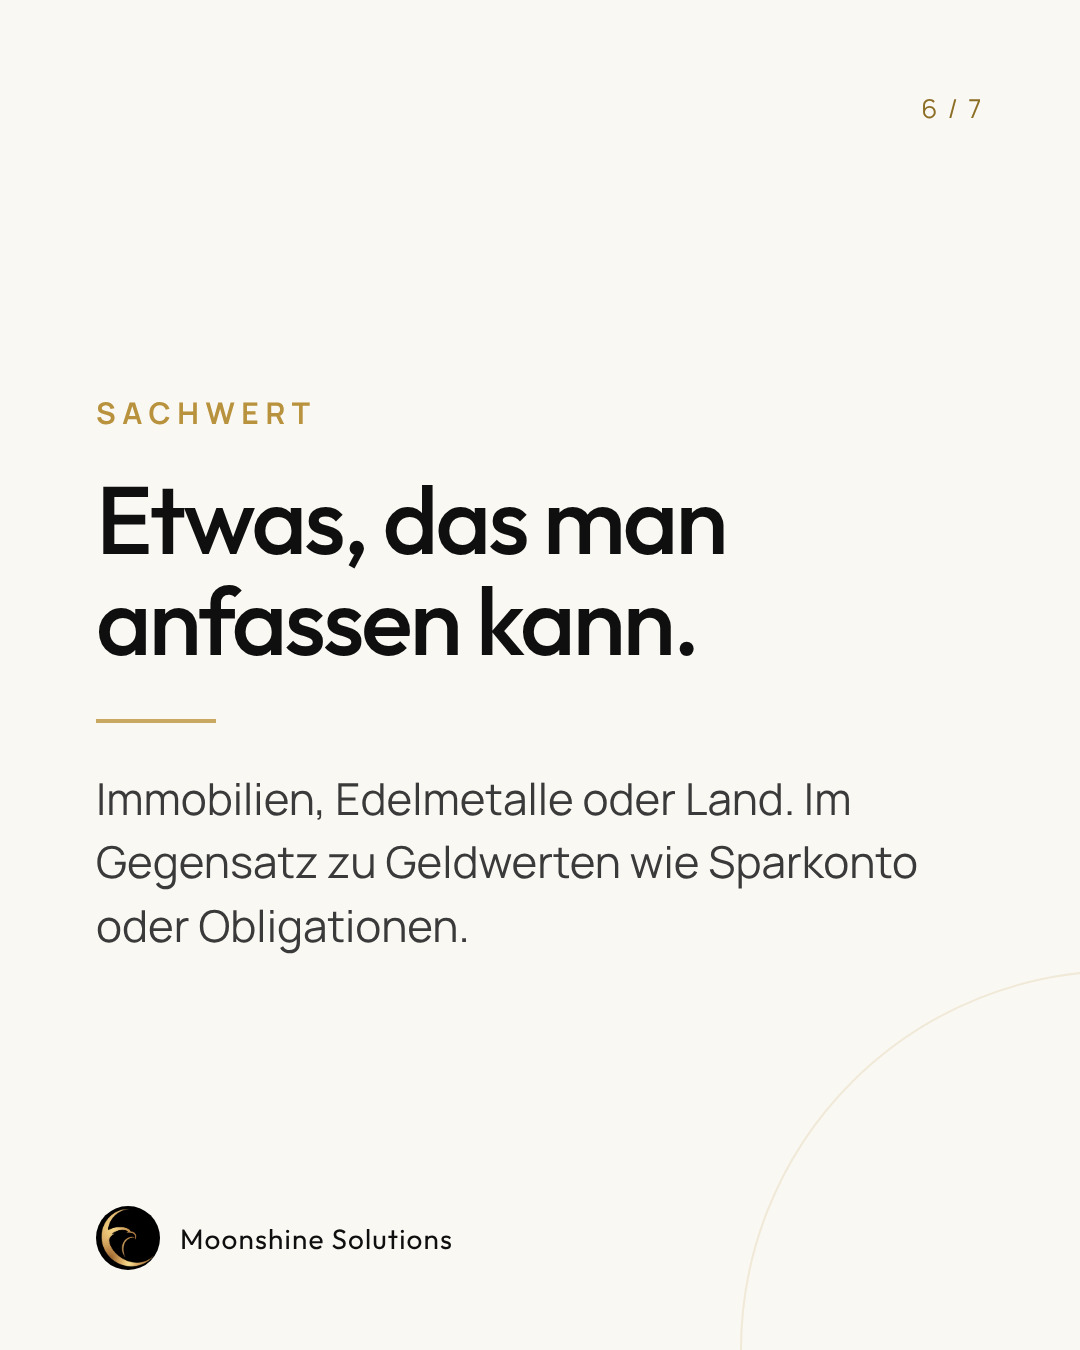 6 / 7
SACHWERT
Etwas, das man
anfassen kann.
Immobilien, Edelmetalle oder Land. Im
Gegensatz zu Geldwerten wie Sparkonto
oder Obligationen.
Moonshine Solutions